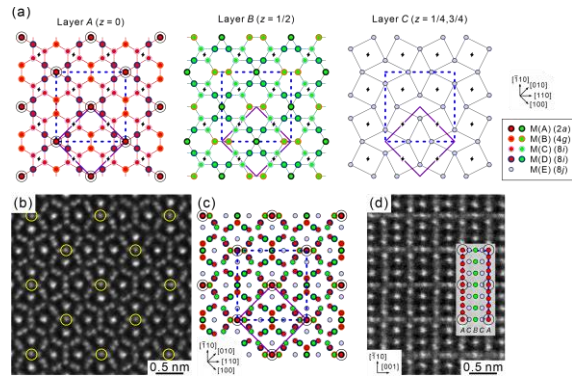 (a)
Layer A (z=0)
Layer B (z=1/2)
Layer C (z=1/4,3/4)
[1̄10]
[010]
[110]
[100]
M(A) (2a)
M(B) (4g)
M(C) (8i)
M(D) (8i)
M(E) (8j)
(b)
0.5 nm
(c)
[1̄10]
[010]
[110]
[100]
(d)
A C B C A
[1̄10]
[001]
0.5 nm